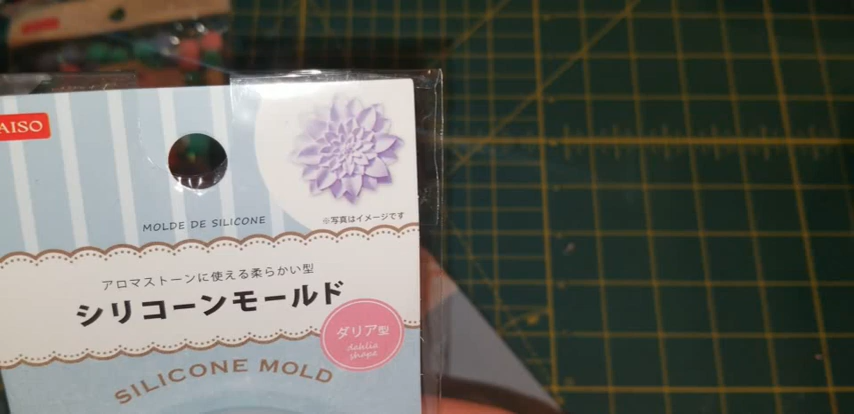 AISO
MOLDE DE SILICONE
※写真はイメージです
アロマストーンに使える柔らかい型
シリコーンモールド
ダリア型
dahlia
shape
SILICONE MOLD